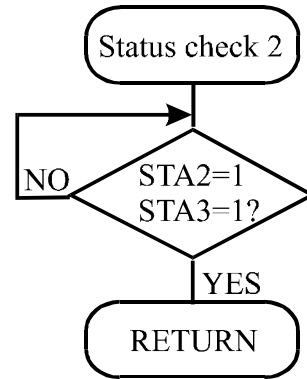 Status check 2
STA2=1
STA3=1?
NO
YES
RETURN